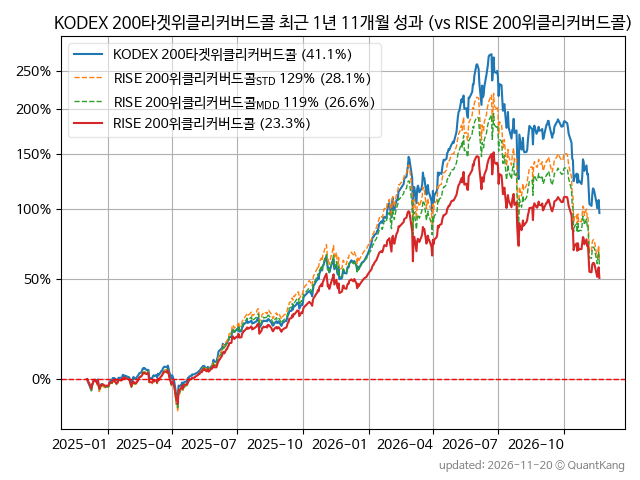 KODEX 200타겟위클리커버드콜 최근 1년 11개월 성과 (vs RISE 200위클리커버드콜)
KODEX 200타겟위클리커버드콜 (41.1%)
RISE 200위클리커버드콜STD 129% (28.1%)
RISE 200위클리커버드콜MDD 119% (26.6%)
RISE 200위클리커버드콜 (23.3%)
250%
200%
150%
100%
50%
0%
2025-01 2025-04 2025-07 2025-10 2026-01 2026-04 2026-07 2026-10
updated: 2026-11-20 © QuantKang